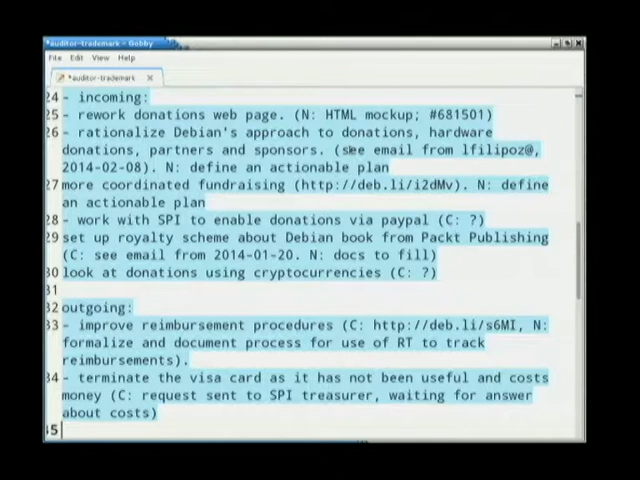 *auditor-trademark - Gobby
File Edit View Help
*auditor-trademark
24 - incoming:
25 - rework donations web page. (N: HTML mockup; #681501)
26 - rationalize Debian's approach to donations, hardware
donations, partners and sponsors. (see email from lfilipoz@,
2014-02-08). N: define an actionable plan
27 more coordinated fundraising (http://deb.li/i2dMv). N: define
an actionable plan
28 - work with SPI to enable donations via paypal (C: ?)
29 set up royalty scheme about Debian book from Packt Publishing
(C: see email from 2014-01-20. N: docs to fill)
30 look at donations using cryptocurrencies (C: ?)
31
32 outgoing:
33 - improve reimbursement procedures (C: http://deb.li/s6MI, N:
formalize and document process for use of RT to track
reimbursements).
34 - terminate the visa card as it has not been useful and costs
money (C: request sent to SPI treasurer, waiting for answer
about costs)
35